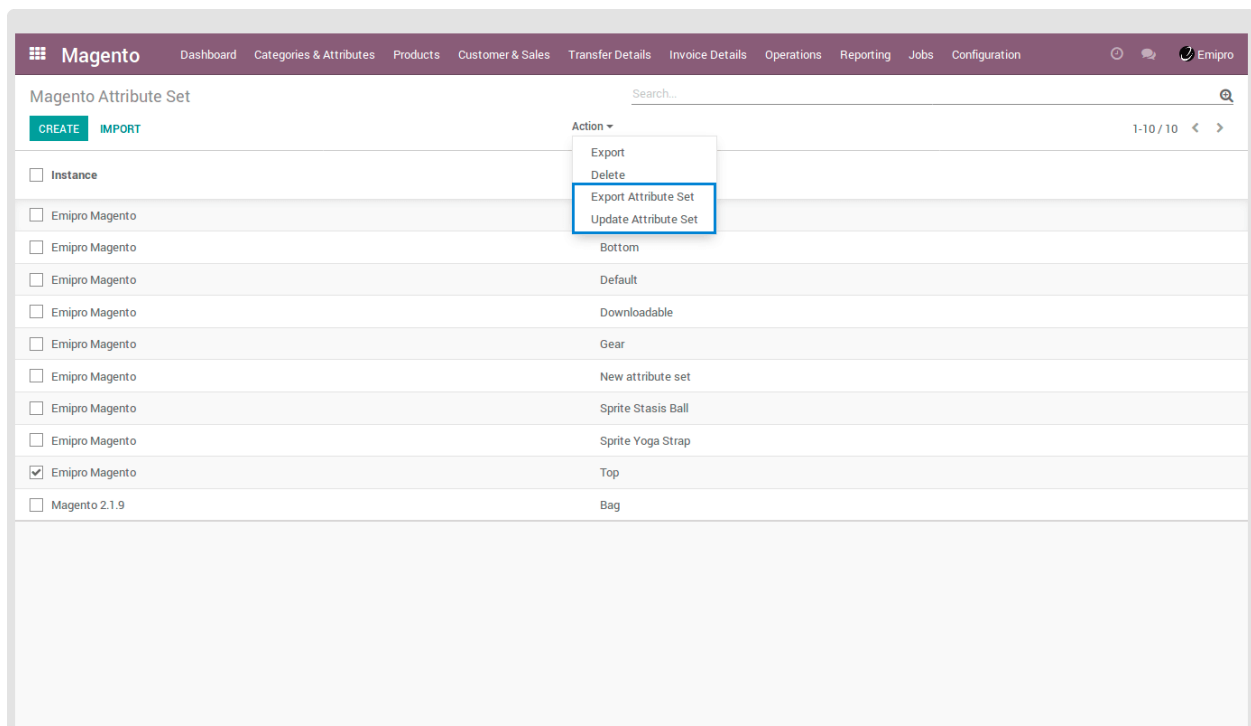 Magento Dashboard Categories & Attributes Products Customer & Sales Transfer Details Invoice Details Operations Reporting Jobs Configuration Emipro
Magento Attribute Set Search...
CREATE IMPORT Action 1-10 / 10
Export
Delete
Instance
Export Attribute Set
Emipro Magento
Update Attribute Set
Emipro Magento Bottom
Emipro Magento Default
Emipro Magento Downloadable
Emipro Magento Gear
Emipro Magento New attribute set
Emipro Magento Sprite Stasis Ball
Emipro Magento Sprite Yoga Strap
Emipro Magento Top
Magento 2.1.9 Bag